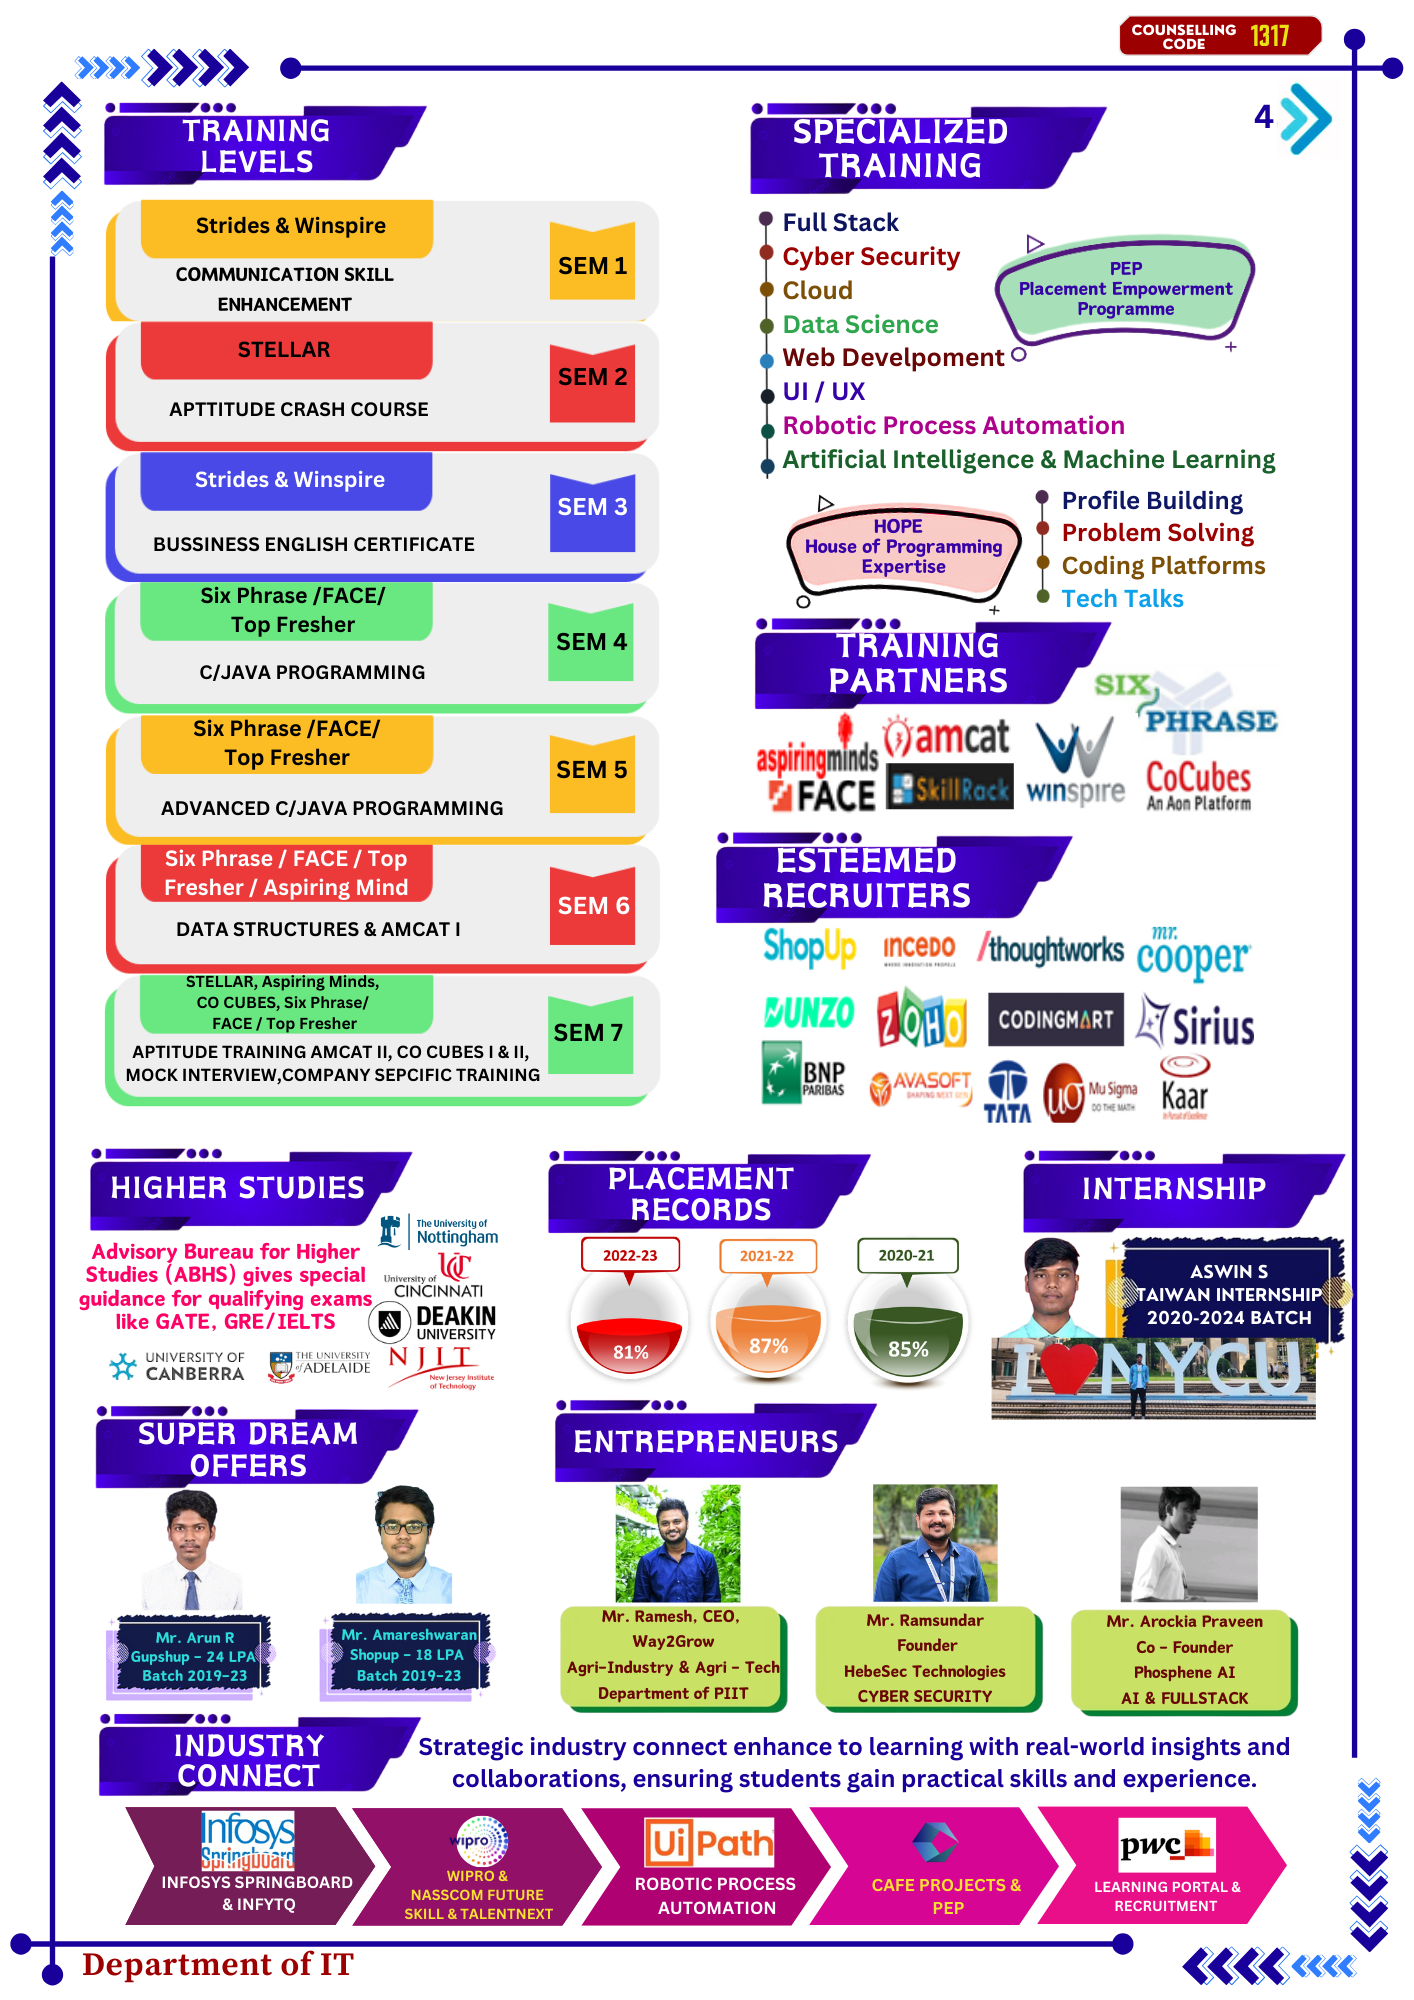 COUNSELLING
CODE
1317
4
TRAINING
LEVELS
Strides & Winspire
COMMUNICATION SKILL
ENHANCEMENT
SEM 1
STELLAR
APTTITUDE CRASH COURSE
SEM 2
Strides & Winspire
BUSSINESS ENGLISH CERTIFICATE
SEM 3
Six Phrase /FACE/
Top Fresher
C/JAVA PROGRAMMING
SEM 4
Six Phrase /FACE/
Top Fresher
ADVANCED C/JAVA PROGRAMMING
SEM 5
Six Phrase / FACE / Top
Fresher / Aspiring Mind
DATA STRUCTURES & AMCAT I
SEM 6
STELLAR, Aspiring Minds,
CO CUBES, Six Phrase/
FACE / Top Fresher
APTITUDE TRAINING AMCAT II, CO CUBES I & II,
MOCK INTERVIEW,COMPANY SEPCIFIC TRAINING
SEM 7
SPECIALIZED
TRAINING
Full Stack
Cyber Security
Cloud
Data Science
Web Develpoment
UI / UX
Robotic Process Automation
Artificial Intelligence & Machine Learning
PEP
Placement Empowerment
Programme
HOPE
House of Programming
Expertise
Profile Building
Problem Solving
Coding Platforms
Tech Talks
TRAINING
PARTNERS
SIX
PHRASE
aspiringminds
amcat
winspire
FACE
SkillRack
CoCubes
An Aon Platform
ESTEEMED
RECRUITERS
ShopUp
INCEDO
/thoughtworks
mr.
cooper
DUNZO
ZOHO
CODINGMART
Sirius
BNP
PARIBAS
AVASOFT
SHAPING NEXT GEN
TATA
uo
Mu Sigma
DO THE MATH
Kaar
In Pursuit of Excellence
HIGHER STUDIES
Advisory Bureau for Higher
Studies (ABHS) gives special
guidance for qualifying exams
like GATE, GRE/IELTS
The University of
Nottingham
UC
University of
CINCINNATI
DEAKIN
UNIVERSITY
UNIVERSITY OF
CANBERRA
THE UNIVERSITY
of ADELAIDE
NJIT
New Jersey Institute
of Technology
PLACEMENT
RECORDS
2022-23
2021-22
2020-21
81%
87%
85%
INTERNSHIP
ASWIN S
TAIWAN INTERNSHIP
2020-2024 BATCH
I NYCU
SUPER DREAM
OFFERS
Mr. Arun R
Gupshup - 24 LPA
Batch 2019-23
Mr. Amareshwaran
Shopup - 18 LPA
Batch 2019-23
ENTREPRENEURS
Mr. Ramesh, CEO,
Way2Grow
Agri-Industry & Agri - Tech
Department of PIIT
Mr. Ramsundar
Founder
HebeSec Technologies
CYBER SECURITY
Mr. Arockia Praveen
Co - Founder
Phosphene AI
AI & FULLSTACK
INDUSTRY
CONNECT
Strategic industry connect enhance to learning with real-world insights and
collaborations, ensuring students gain practical skills and experience.
Infosys
Springboard
INFOSYS SPRINGBOARD
& INFYTQ
wipro
WIPRO &
NASSCOM FUTURE
SKILL & TALENTNEXT
UiPath
ROBOTIC PROCESS
AUTOMATION
CAFE PROJECTS &
PEP
pwc
LEARNING PORTAL &
RECRUITMENT
Department of IT